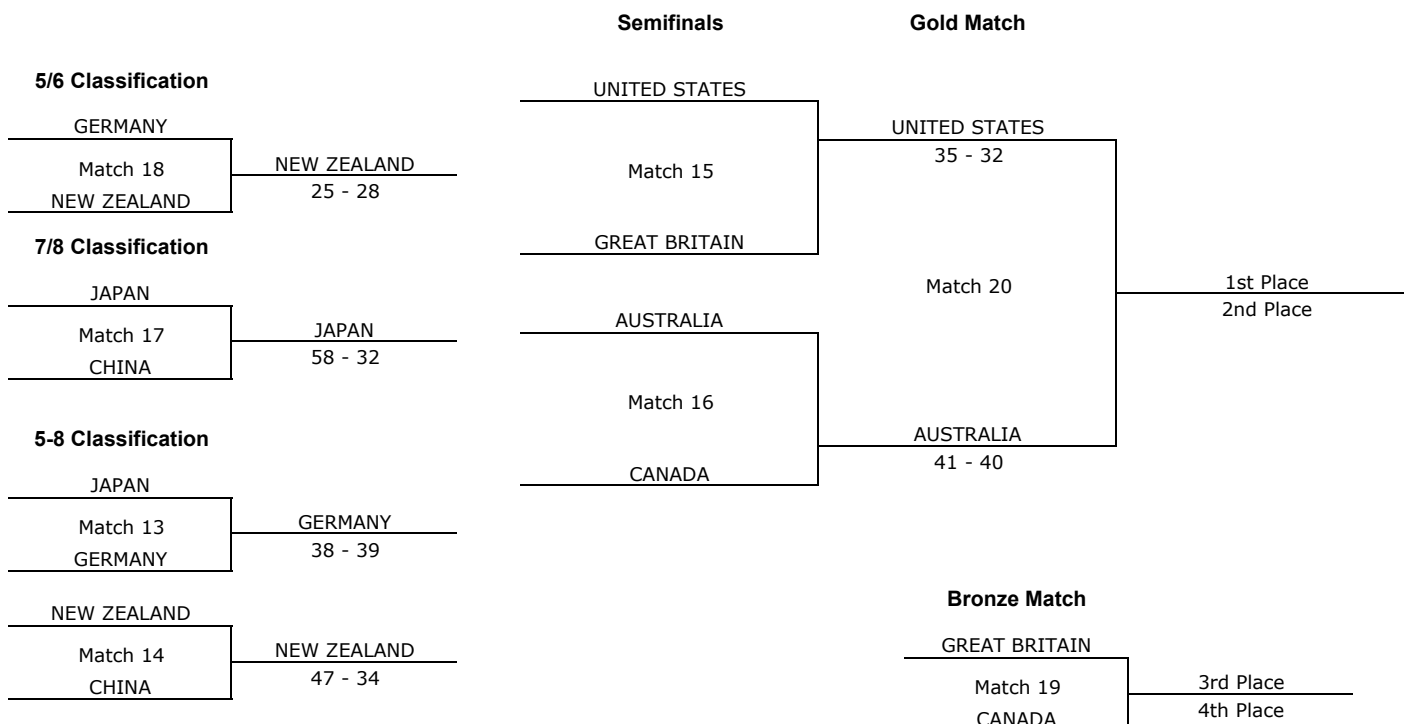 Semifinals
Gold Match
5/6 Classification
GERMANY
Match 18
NEW ZEALAND
NEW ZEALAND
25 - 28
7/8 Classification
JAPAN
Match 17
CHINA
JAPAN
58 - 32
5-8 Classification
JAPAN
Match 13
GERMANY
GERMANY
38 - 39
NEW ZEALAND
Match 14
CHINA
NEW ZEALAND
47 - 34
UNITED STATES
Match 15
GREAT BRITAIN
AUSTRALIA
Match 16
CANADA
UNITED STATES
35 - 32
Match 20
AUSTRALIA
41 - 40
1st Place
2nd Place
Bronze Match
GREAT BRITAIN
Match 19
CANADA
3rd Place
4th Place